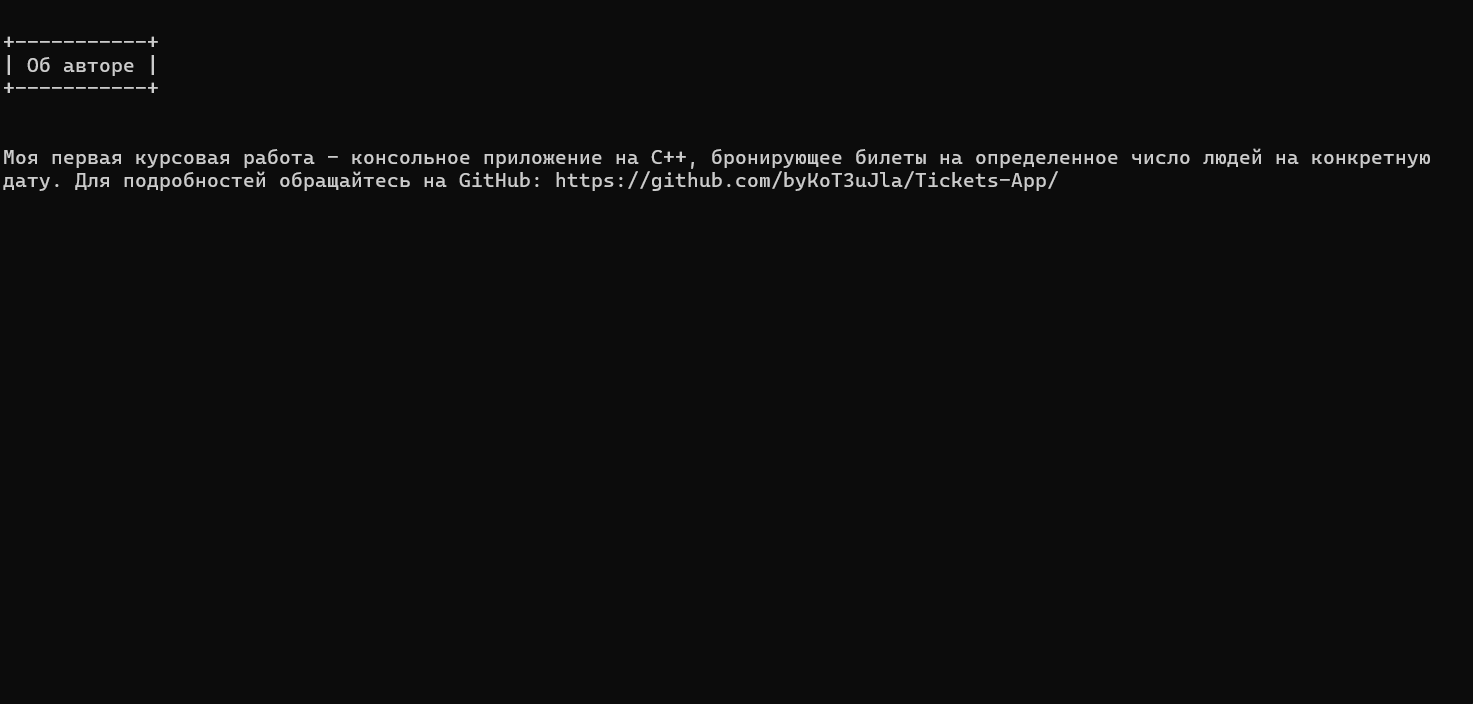 +-----------+
| Об авторе |
+-----------+
Моя первая курсовая работа - консольное приложение на C++, бронирующее билеты на определенное число людей на конкретную
дату. Для подробностей обращайтесь на GitHub: https://github.com/byKoT3uJla/Tickets-App/